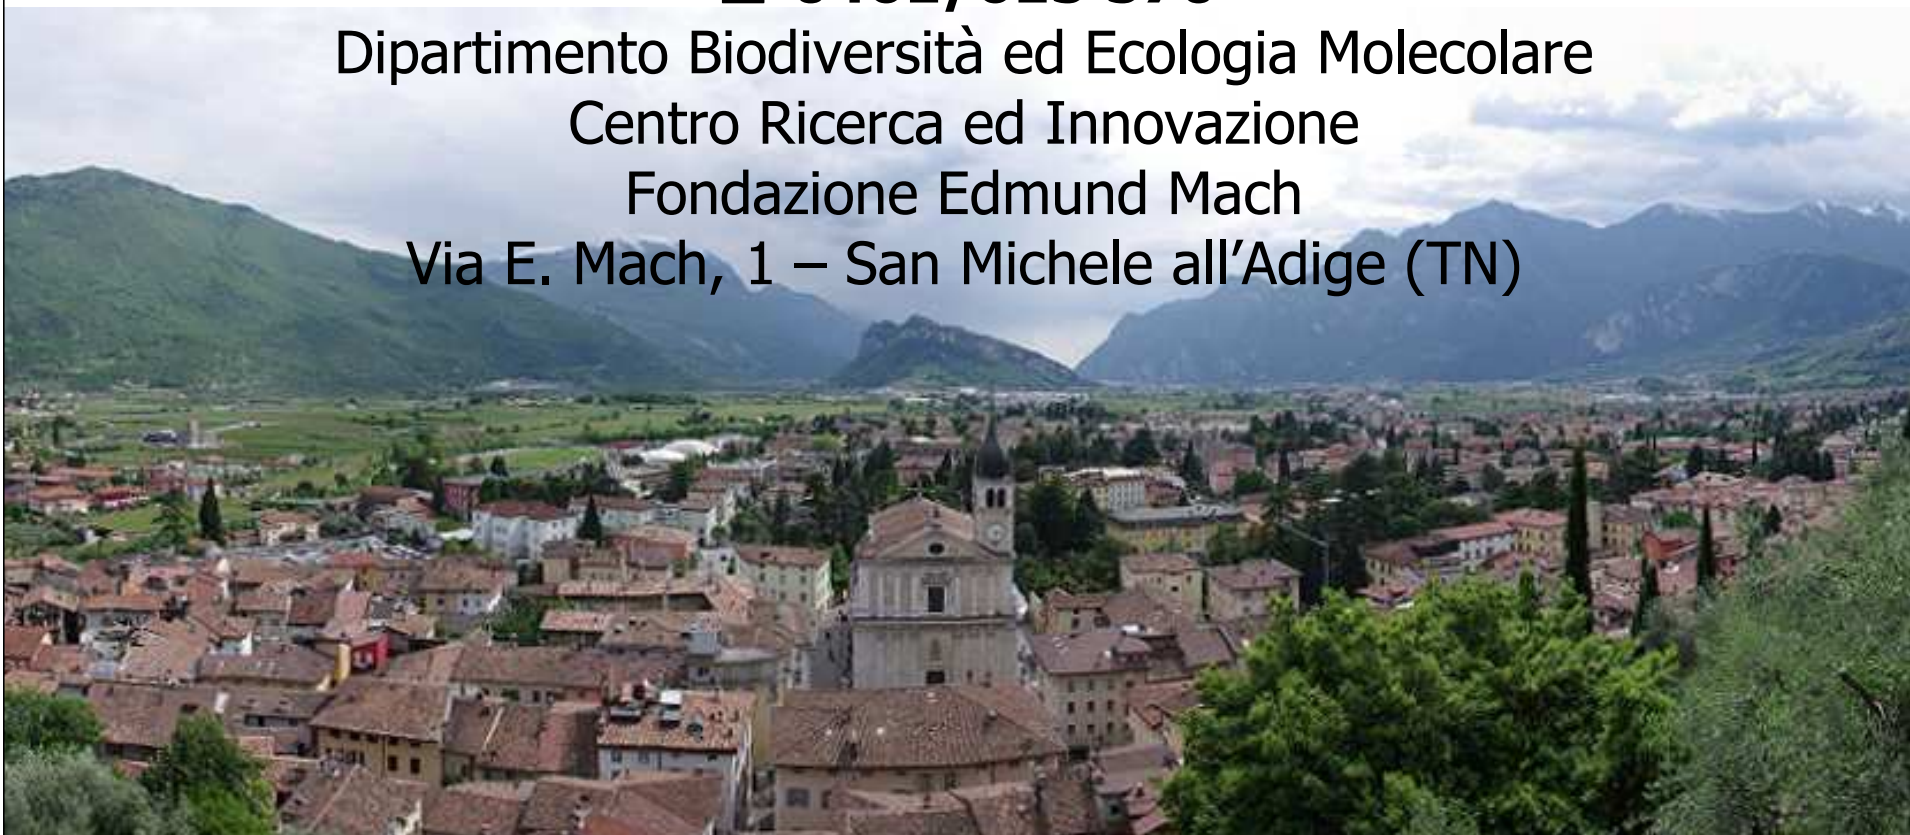 Dipartimento Biodiversità ed Ecologia Molecolare
Centro Ricerca ed Innovazione
Fondazione Edmund Mach
Via E. Mach, 1 – San Michele all’Adige (TN)